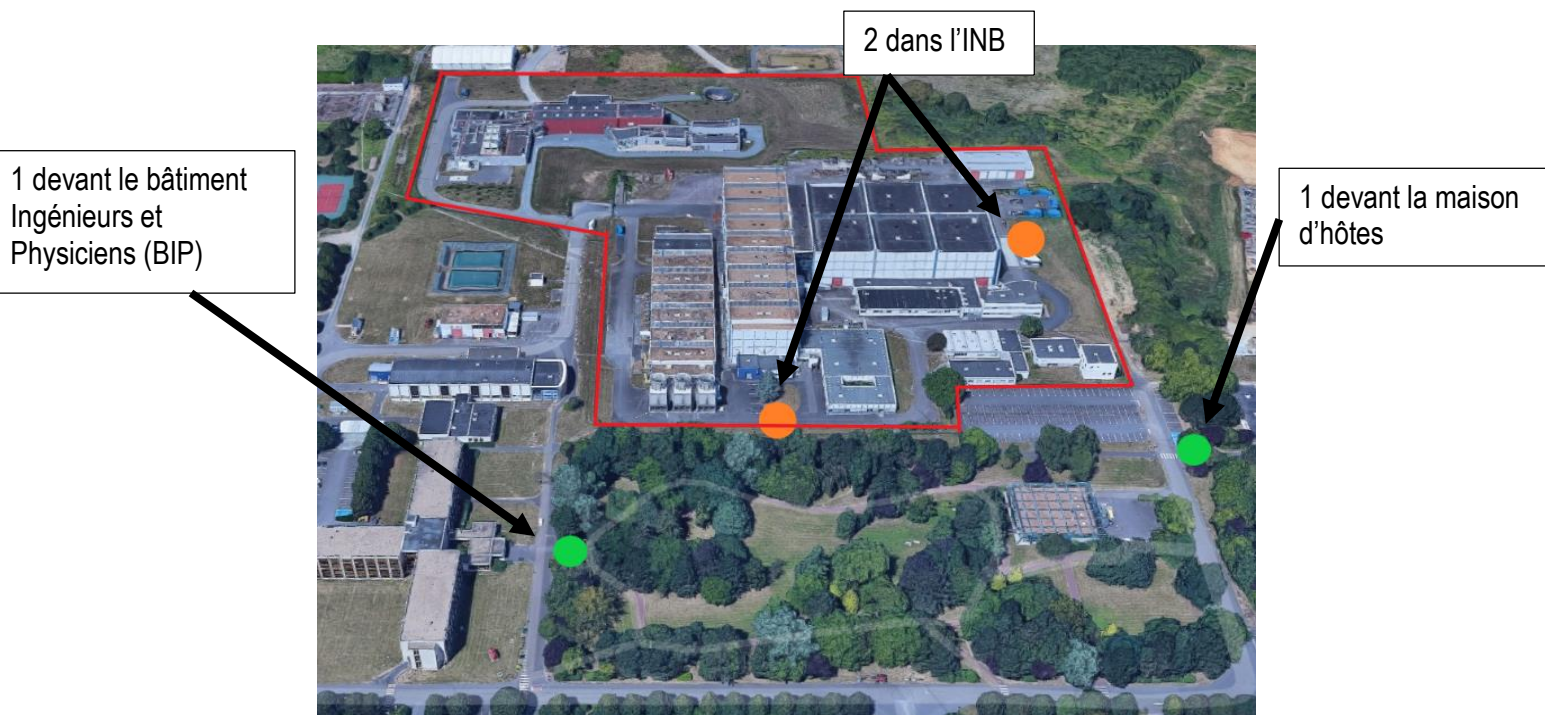 2 dans l’INB
1 devant le bâtiment
Ingénieurs et
Physiciens (BIP)
1 devant la maison
d’hôtes